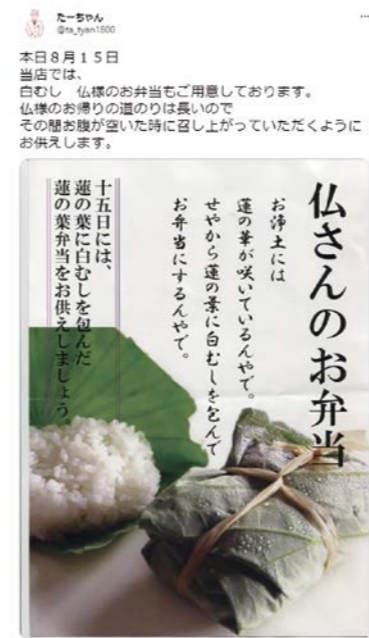 たーちゃん
@ta_tyan1600
本日8月15日
当店では、
白むし　仏様のお弁当もご用意しております。
仏様のお帰りの道のりは長いので
その間お腹が空いた時に召し上がっていただくように
お供えします。
仏さんのお弁当
お浄土には
蓮の華が咲いているんやで。
せやから蓮の葉に白むしを包んで
お弁当にするんやで。
十五日には、
蓮の葉に白むしを包んだ
蓮の葉弁当をお供えしましょう。